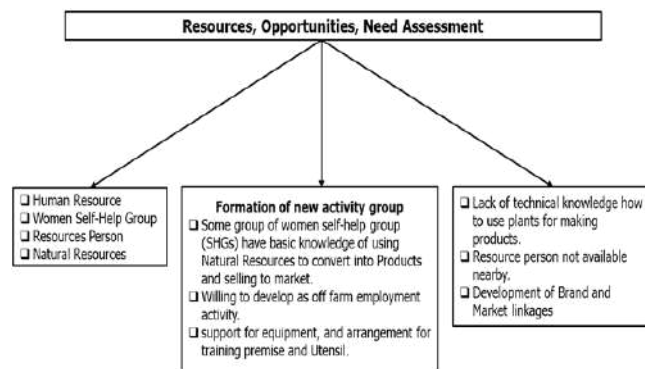 Resources, Opportunities, Need Assessment
❑ Human Resource
❑ Women Self-Help Group
❑ Resources Person
❑ Natural Resources
Formation of new activity group
❑ Some group of women self-help group
(SHGs) have basic knowledge of using
Natural Resources to convert into Products
and selling to market.
❑ Willing to develop as off farm employment
activity.
❑ support for equipment, and arrangement for
training premise and Utensil.
❑ Lack of technical knowledge how
to use plants for making
products.
❑ Resource person not available
nearby.
❑ Development of Brand and
Market linkages